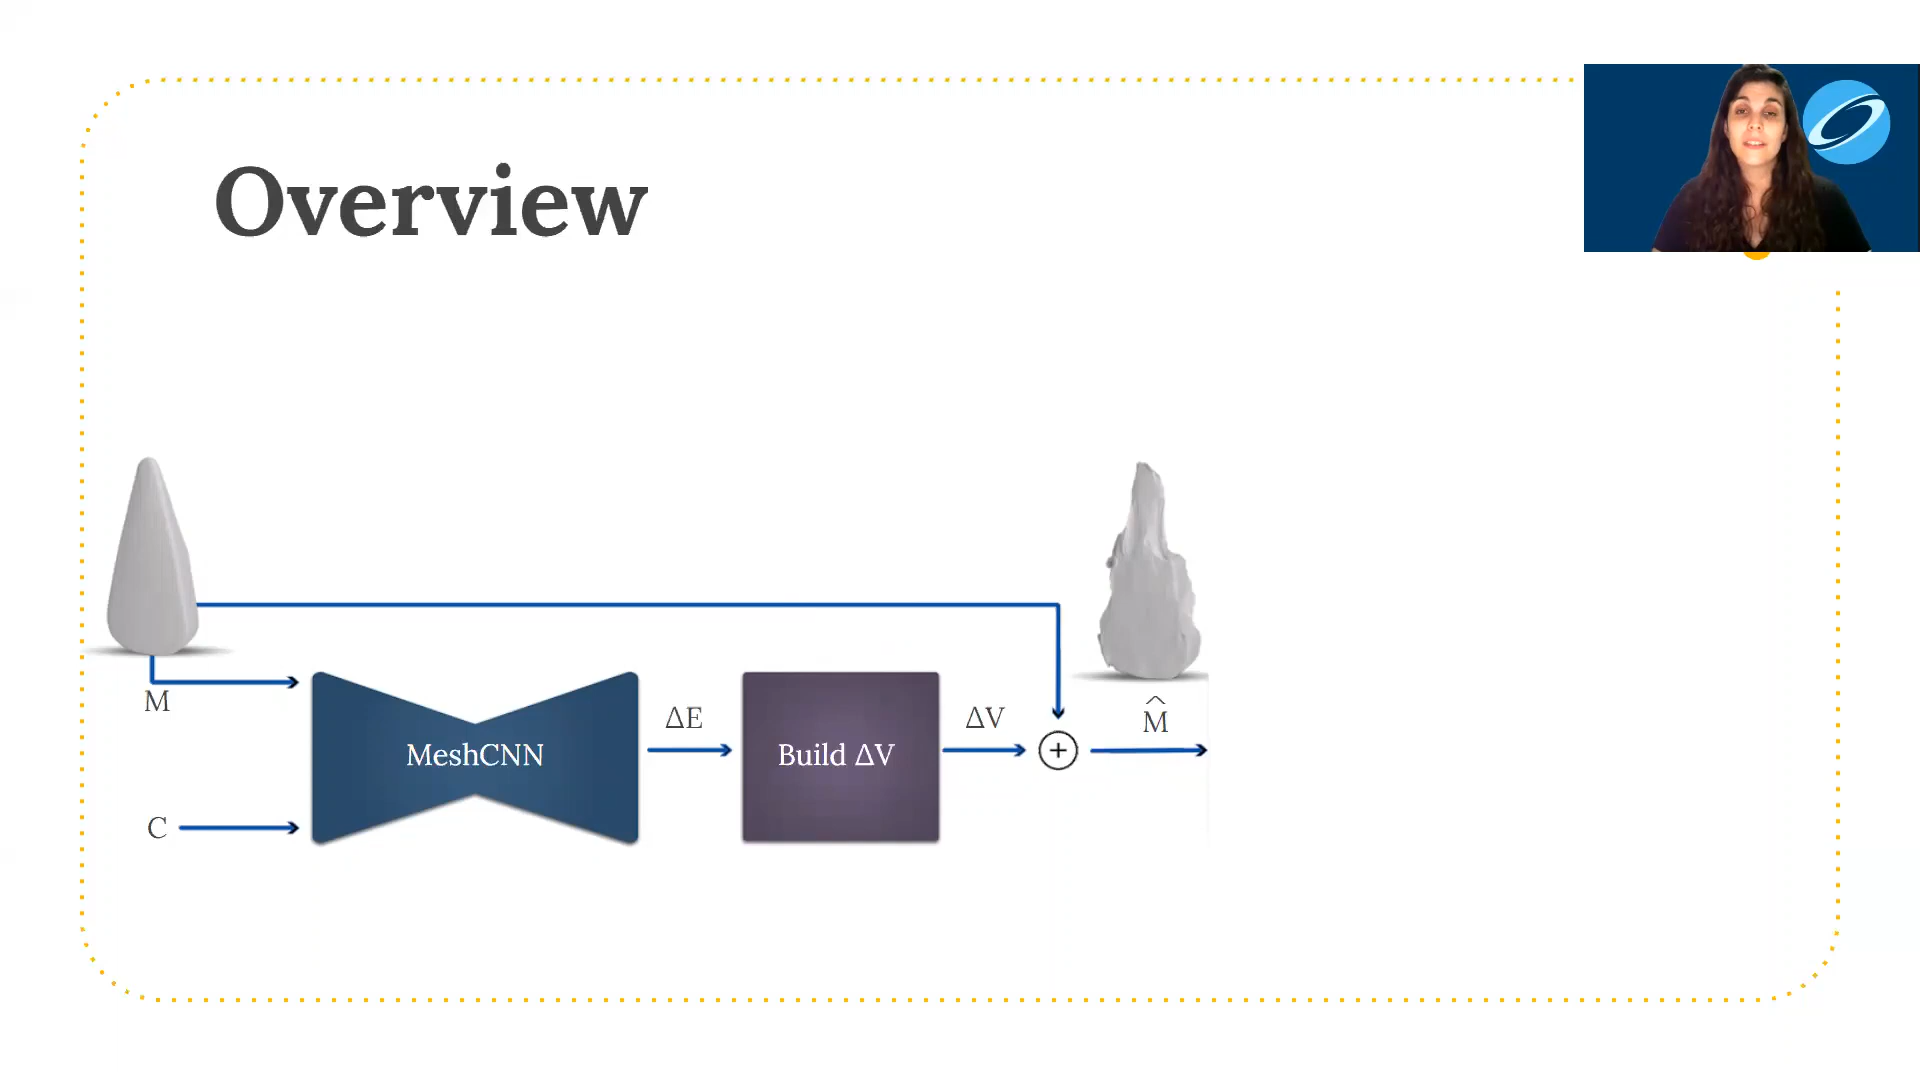 Overview
M
C
MeshCNN
ΔE
Build ΔV
ΔV
+
M̂